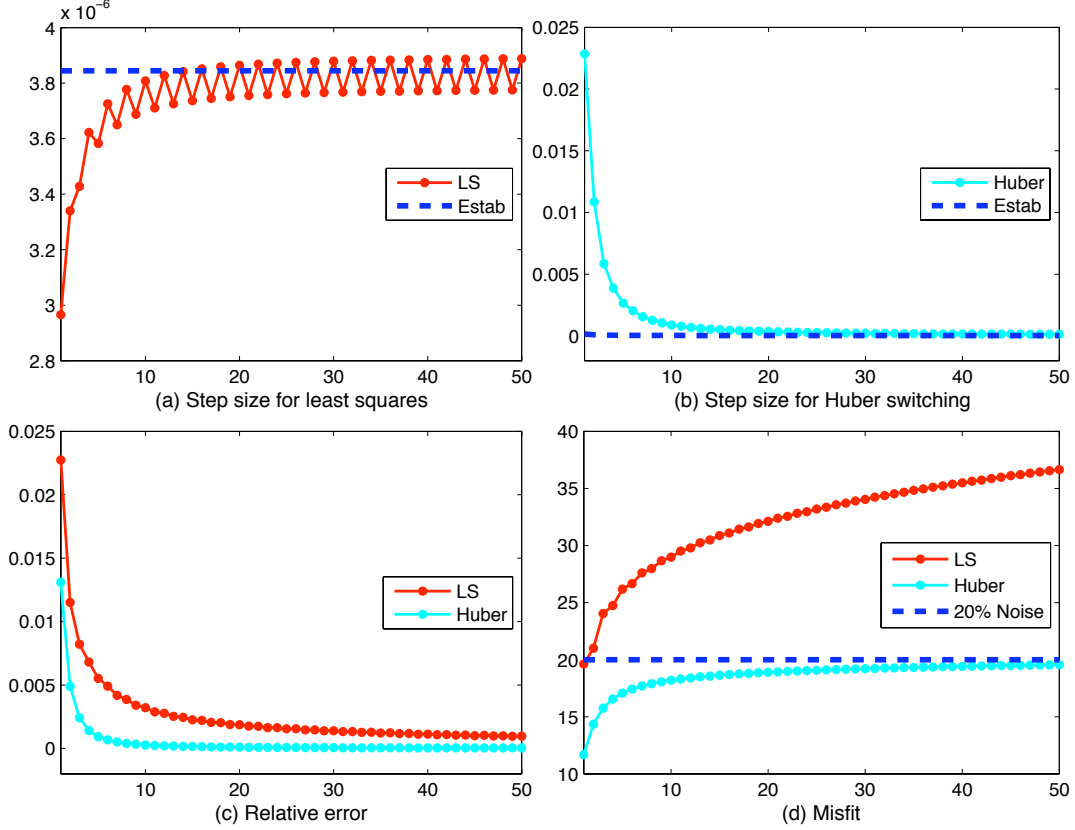 x 10⁻⁶
4
3.8
3.6
3.4
3.2
3
2.8
10 20 30 40 50
LS
Estab
(a) Step size for least squares
0.025
0.02
0.015
0.01
0.005
0
10 20 30 40 50
Huber
Estab
(b) Step size for Huber switching
0.025
0.02
0.015
0.01
0.005
0
10 20 30 40 50
LS
Huber
(c) Relative error
40
35
30
25
20
15
10
10 20 30 40 50
LS
Huber
20% Noise
(d) Misfit